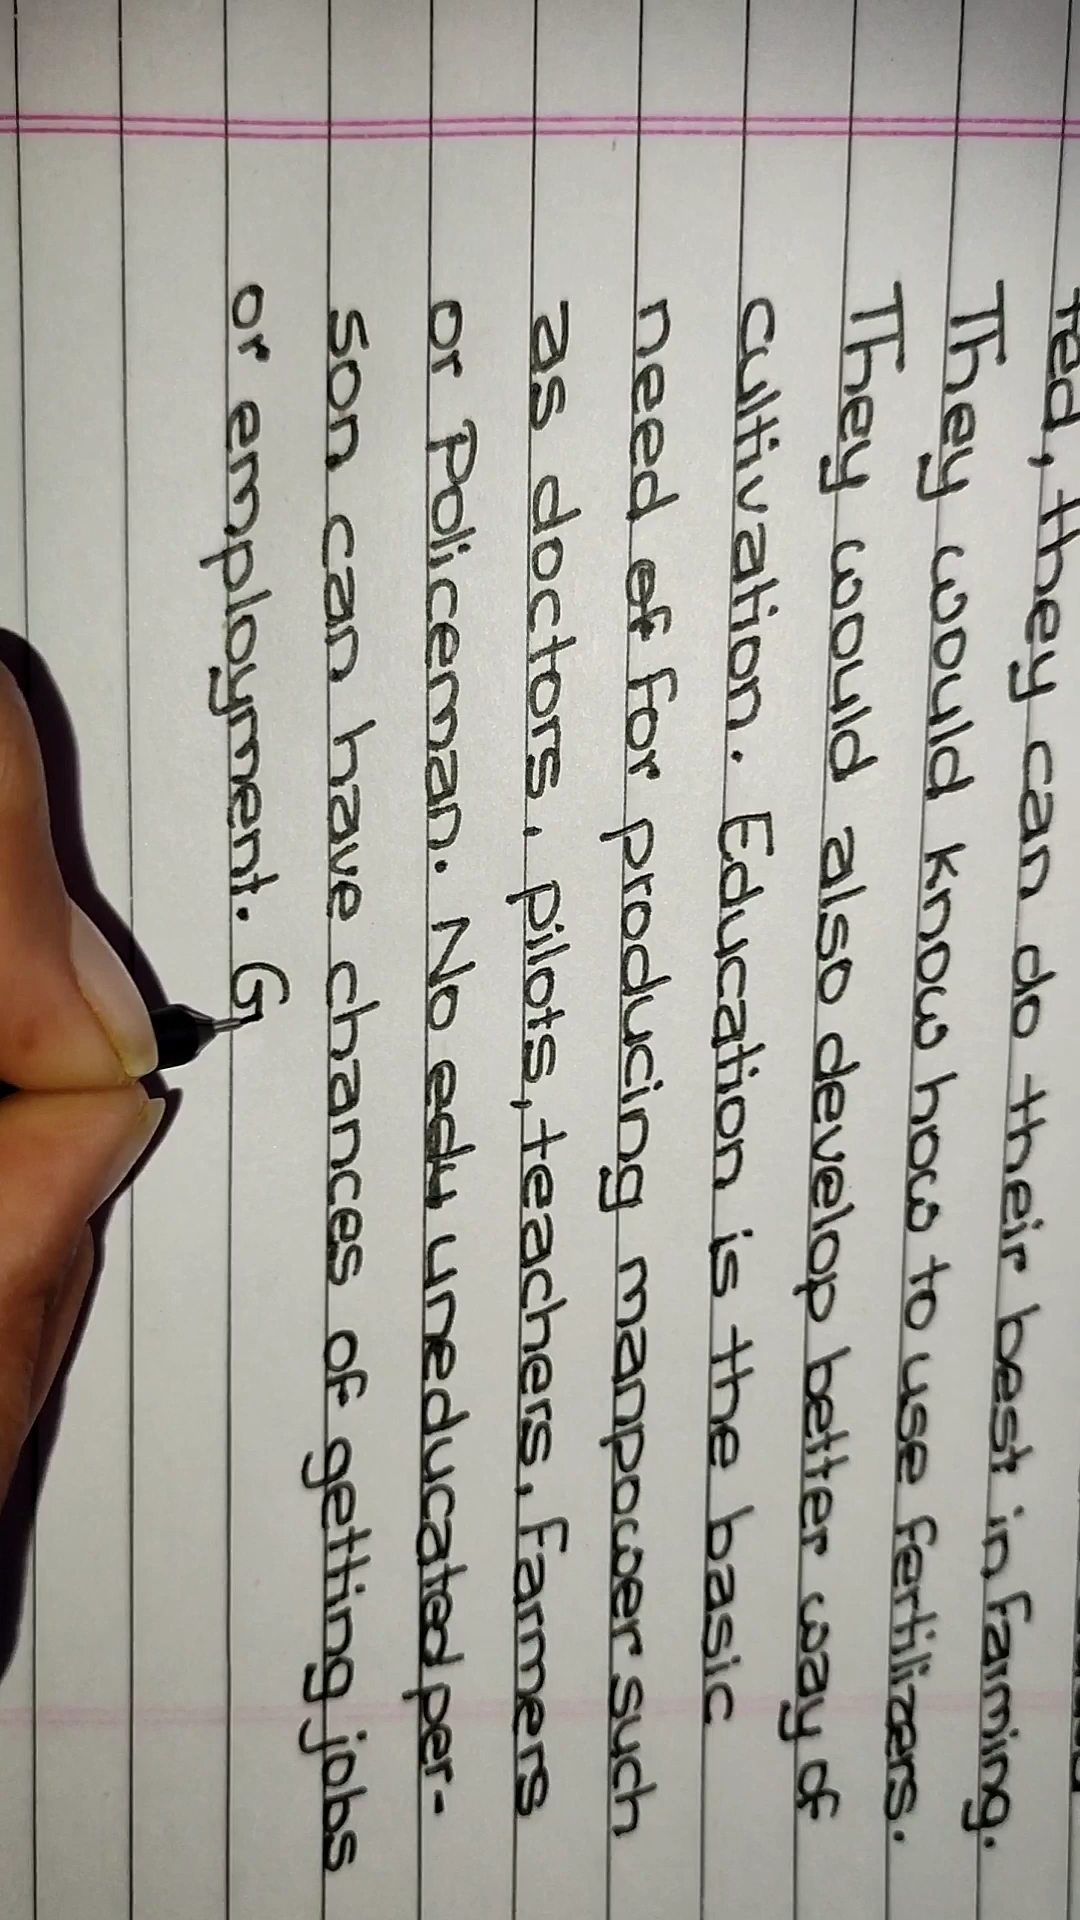 ted, they can do their best in farming.
They would know how to use fertilizers.
They would also develop better way of
cultivation. Education is the basic
need of for producing manpower such
as doctors, pilots, teachers, farmers
or Policeman. No edu uneducated per-
son can have chances of getting jobs
or employment. G